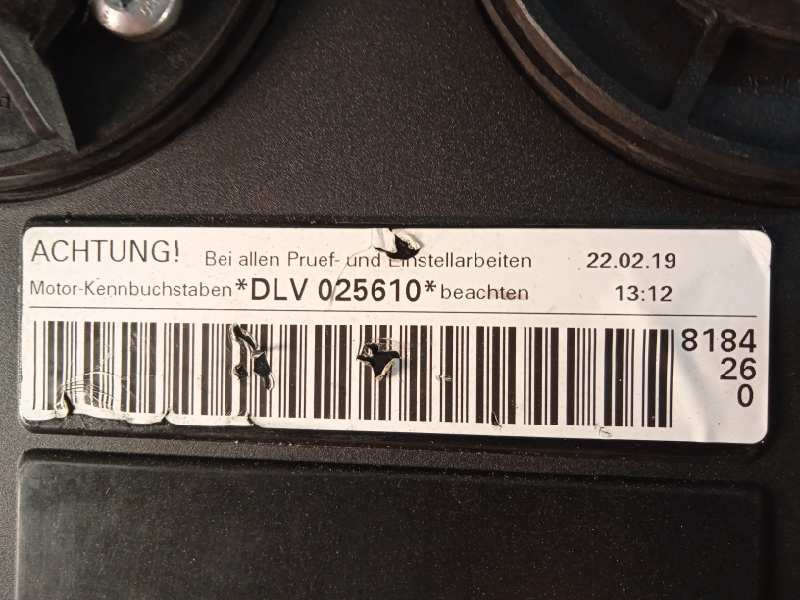 ACHTUNG! Bei allen Pruef- und Einstellarbeiten 22.02.19
Motor-Kennbuchstaben *DLV 025610* beachten 13:12
8184
26
0